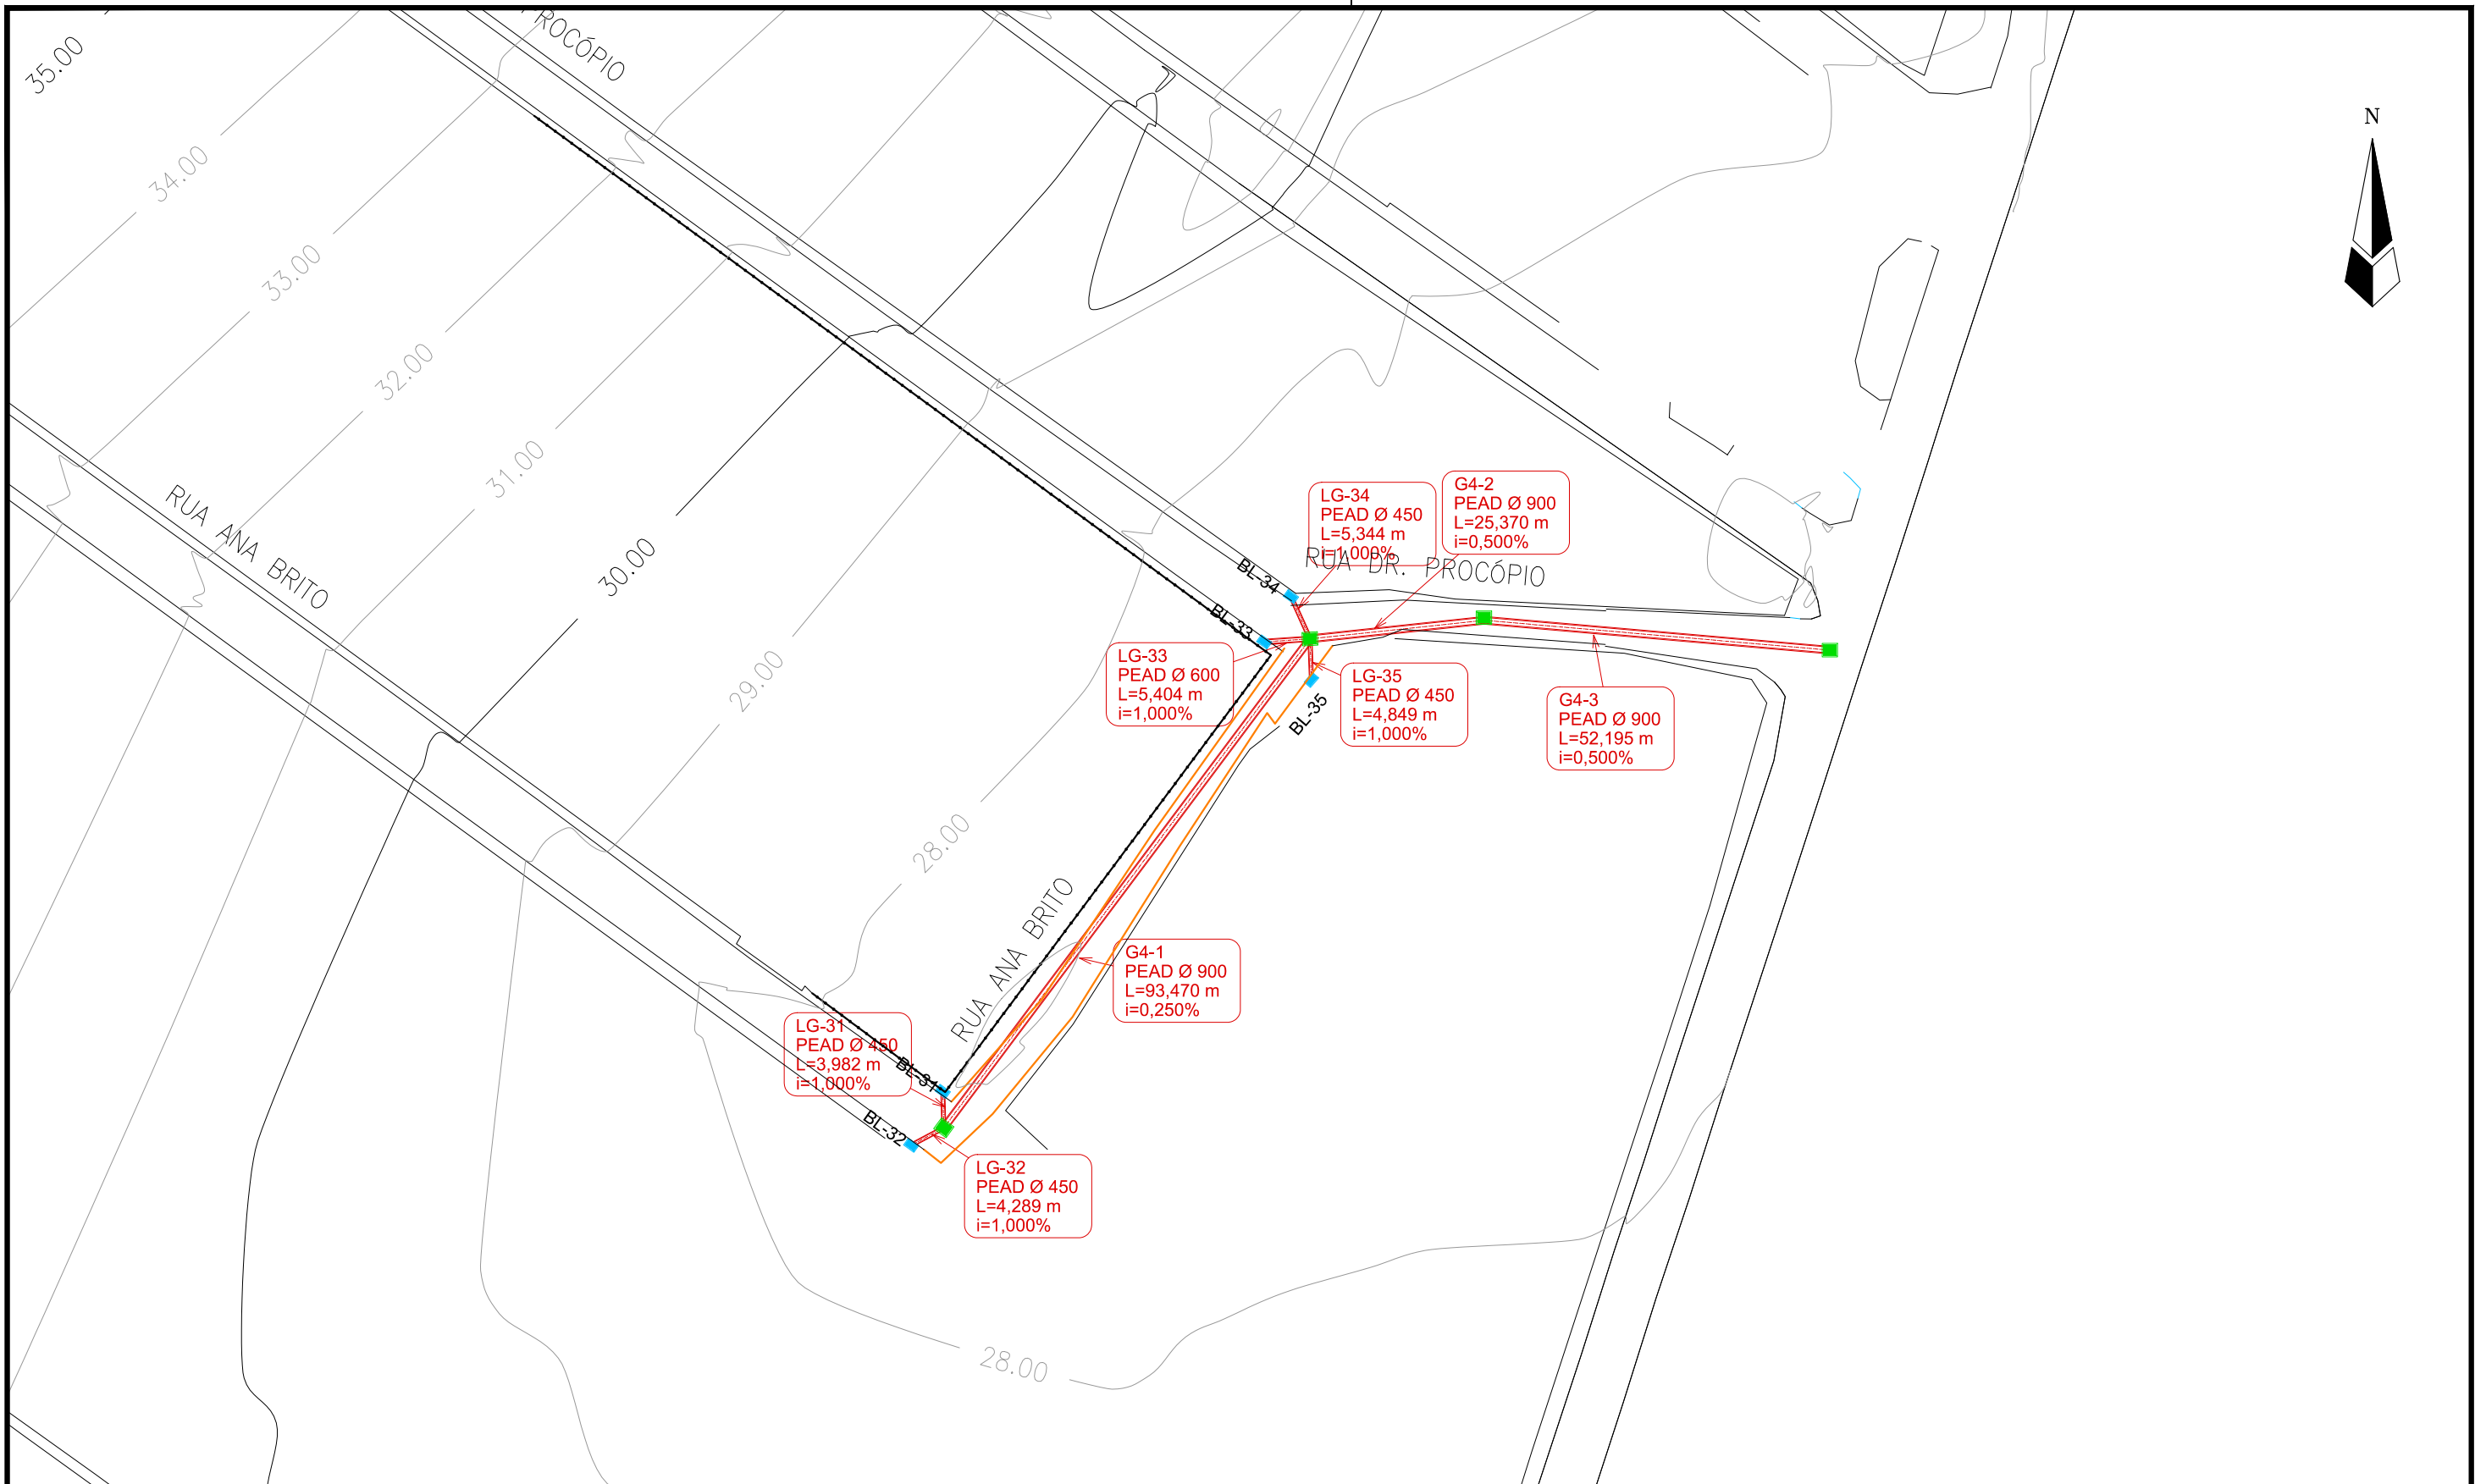 PROCÓPIO
35.00
N
34.00
33.00
32.00
31.00
30.00
29.00
28.00
28.00
RUA ANA BRITO
RUA ANA BRITO
RUA DR. PROCÓPIO
LG-34
PEAD Ø 450
L=5,344 m
i=1,000%
G4-2
PEAD Ø 900
L=25,370 m
i=0,500%
BL-34
BL-33
LG-33
PEAD Ø 600
L=5,404 m
i=1,000%
LG-35
PEAD Ø 450
L=4,849 m
i=1,000%
BL-35
G4-3
PEAD Ø 900
L=52,195 m
i=0,500%
G4-1
PEAD Ø 900
L=93,470 m
i=0,250%
LG-31
PEAD Ø 450
L=3,982 m
i=1,000%
BL-31
BL-32
LG-32
PEAD Ø 450
L=4,289 m
i=1,000%